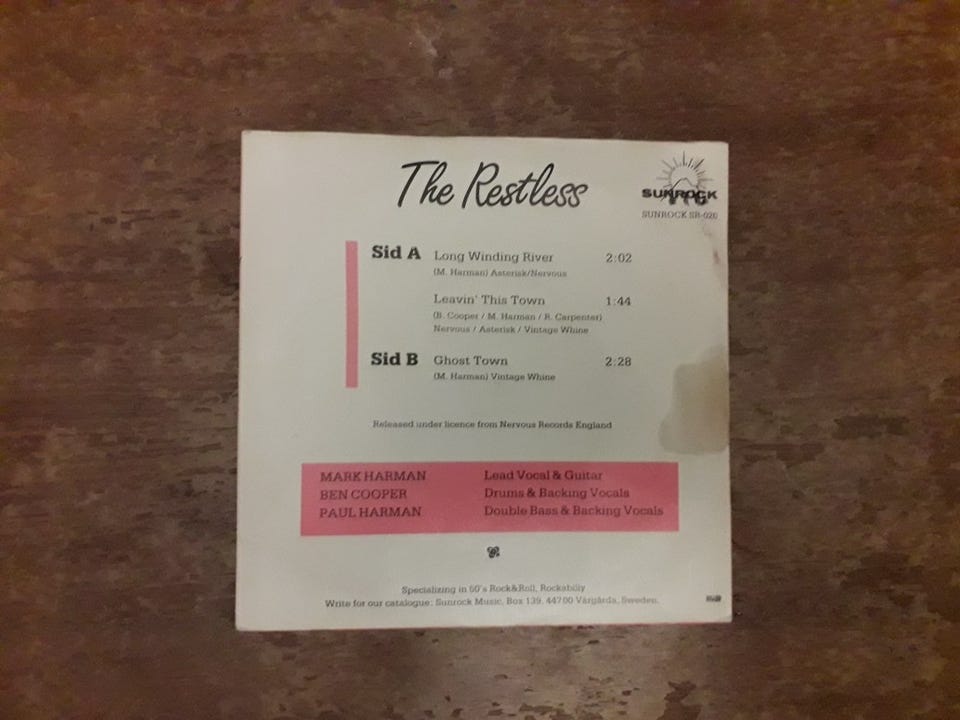 The Restless
SUNROCK
SUNROCK SR-026
Sid A Long Winding River 2:02
(M. Harman) Asterisk/Nervous
Leavin' This Town 1:44
(B. Cooper / M. Harman / R. Carpenter)
Nervous / Asterisk / Vintage Whine
Sid B Ghost Town 2:28
(M. Harman) Vintage Whine
Released under licence from Nervous Records England
MARK HARMAN Lead Vocal & Guitar
BEN COOPER Drums & Backing Vocals
PAUL HARMAN Double Bass & Backing Vocals
Specializing in 50's Rock&Roll, Rockabilly
Write for our catalogue: Sunrock Music, Box 139, 44700 Vårgårda, Sweden.